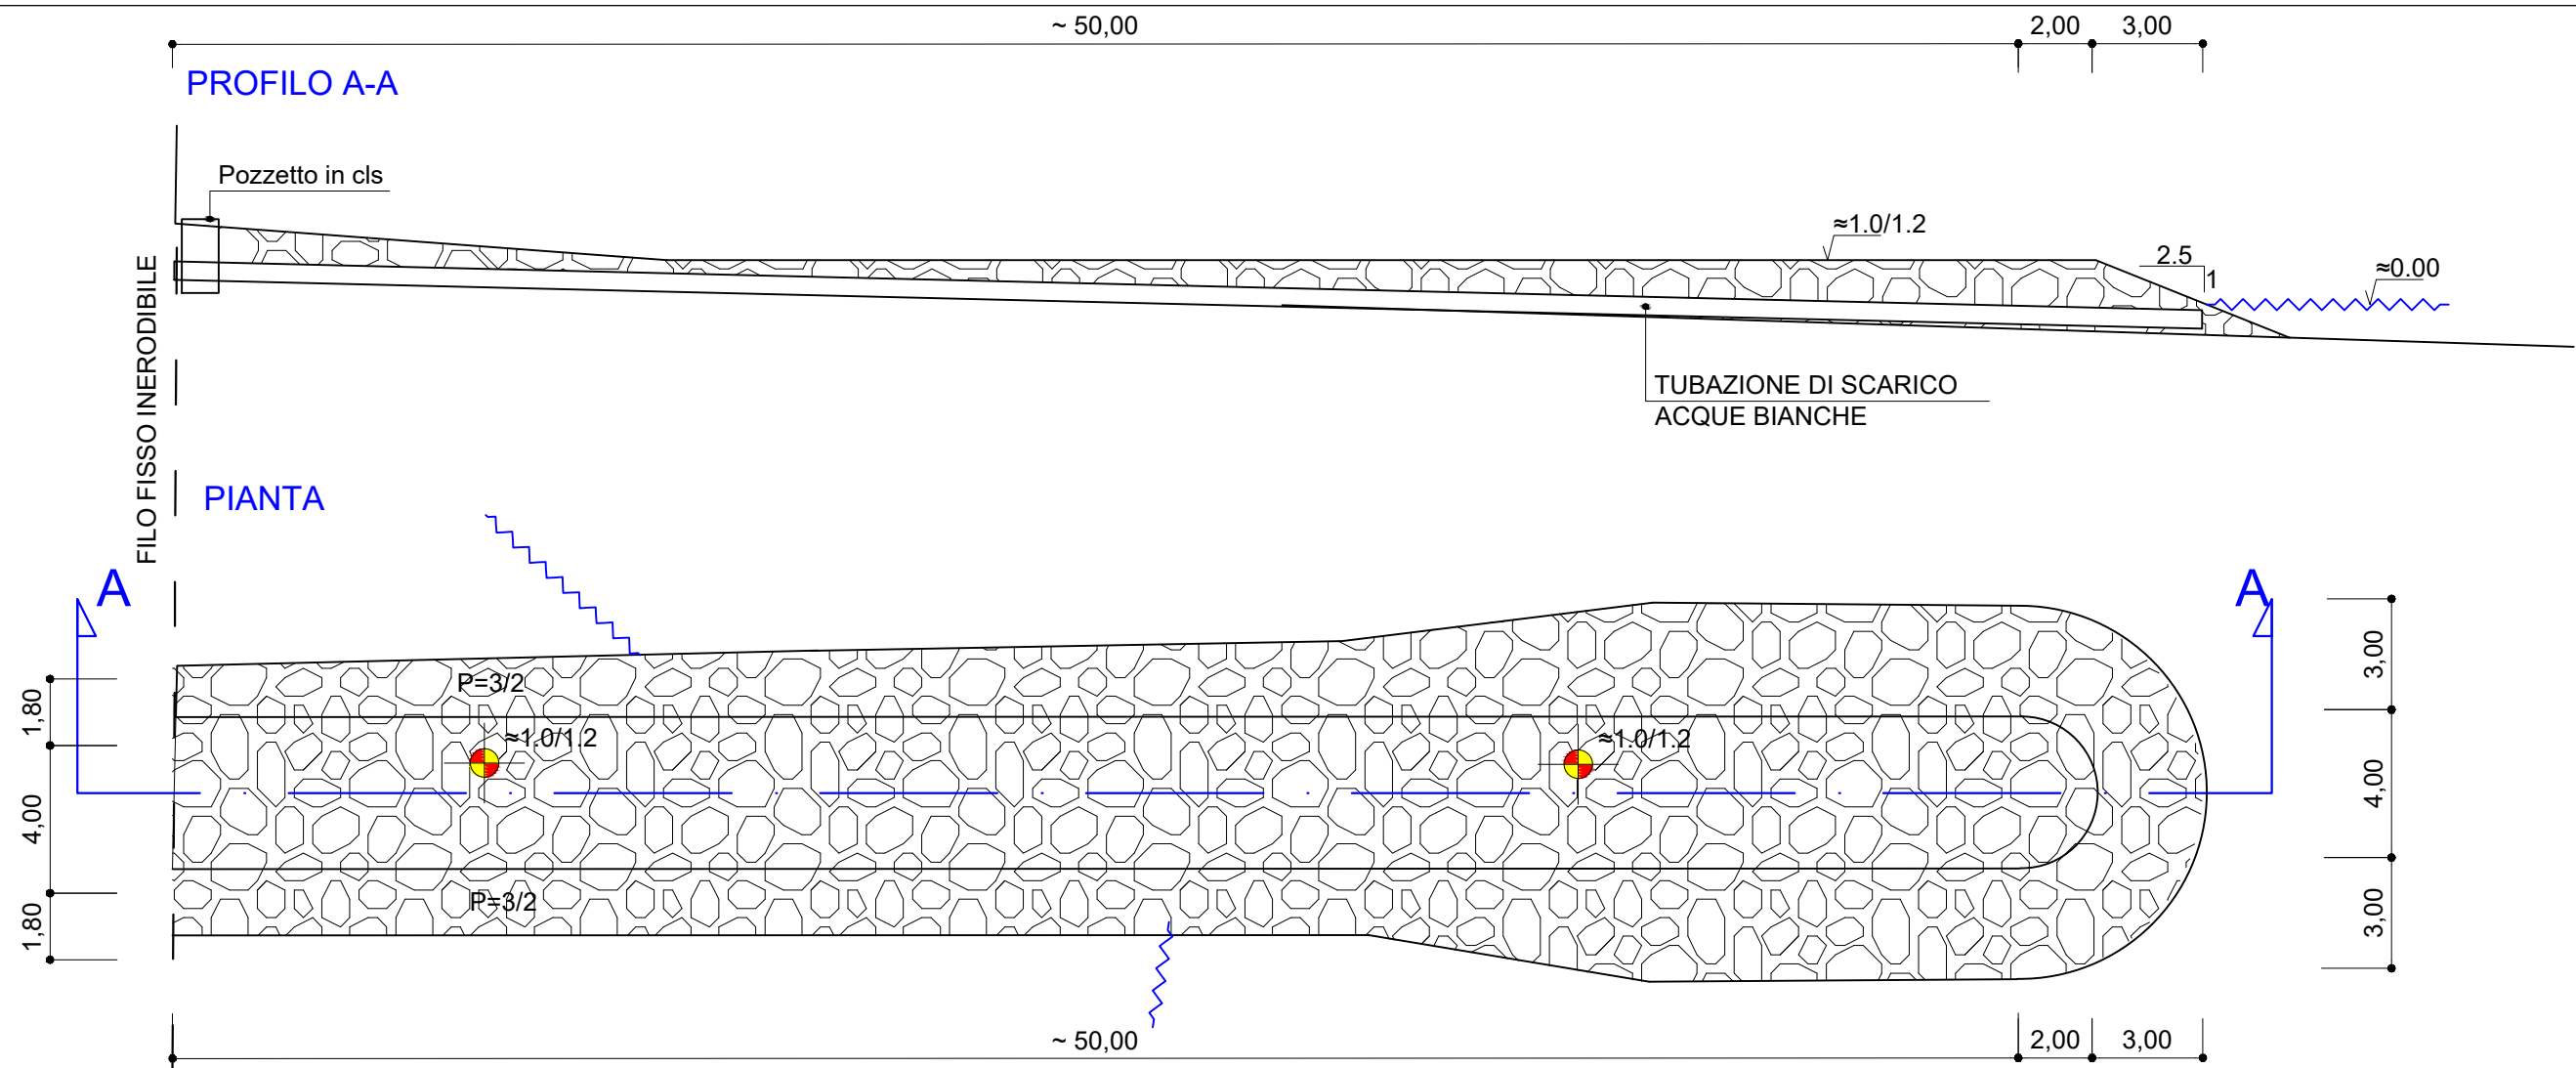 ~ 50,00
2,00
3,00
PROFILO A-A
Pozzetto in cls
≈1.0/1.2
2.5
1
≈0.00
FILO FISSO INERODIBILE
TUBAZIONE DI SCARICO
ACQUE BIANCHE
PIANTA
A
A
P=3/2
≈1.0/1.2
≈1.0/1.2
P=3/2
1,80
4,00
1,80
3,00
4,00
3,00
~ 50,00
2,00
3,00